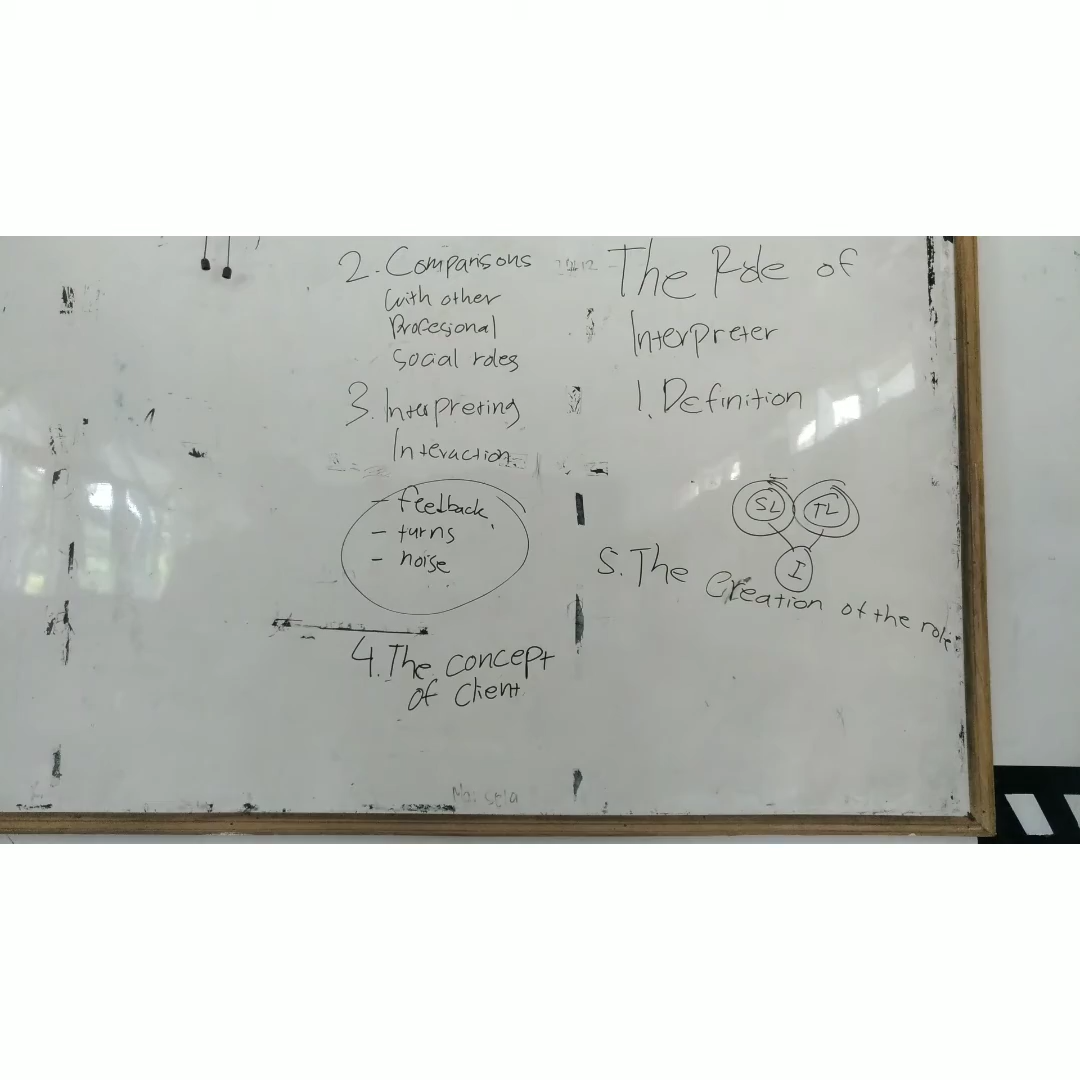 The Role of
Interpreter
1. Definition
SL TL
I
2. Comparisons
with other
Profesional
Social roles
3. Interpreting
Interaction
- feedback
- turns
- noise
4. The concept
of Client
5. The Creation of the role